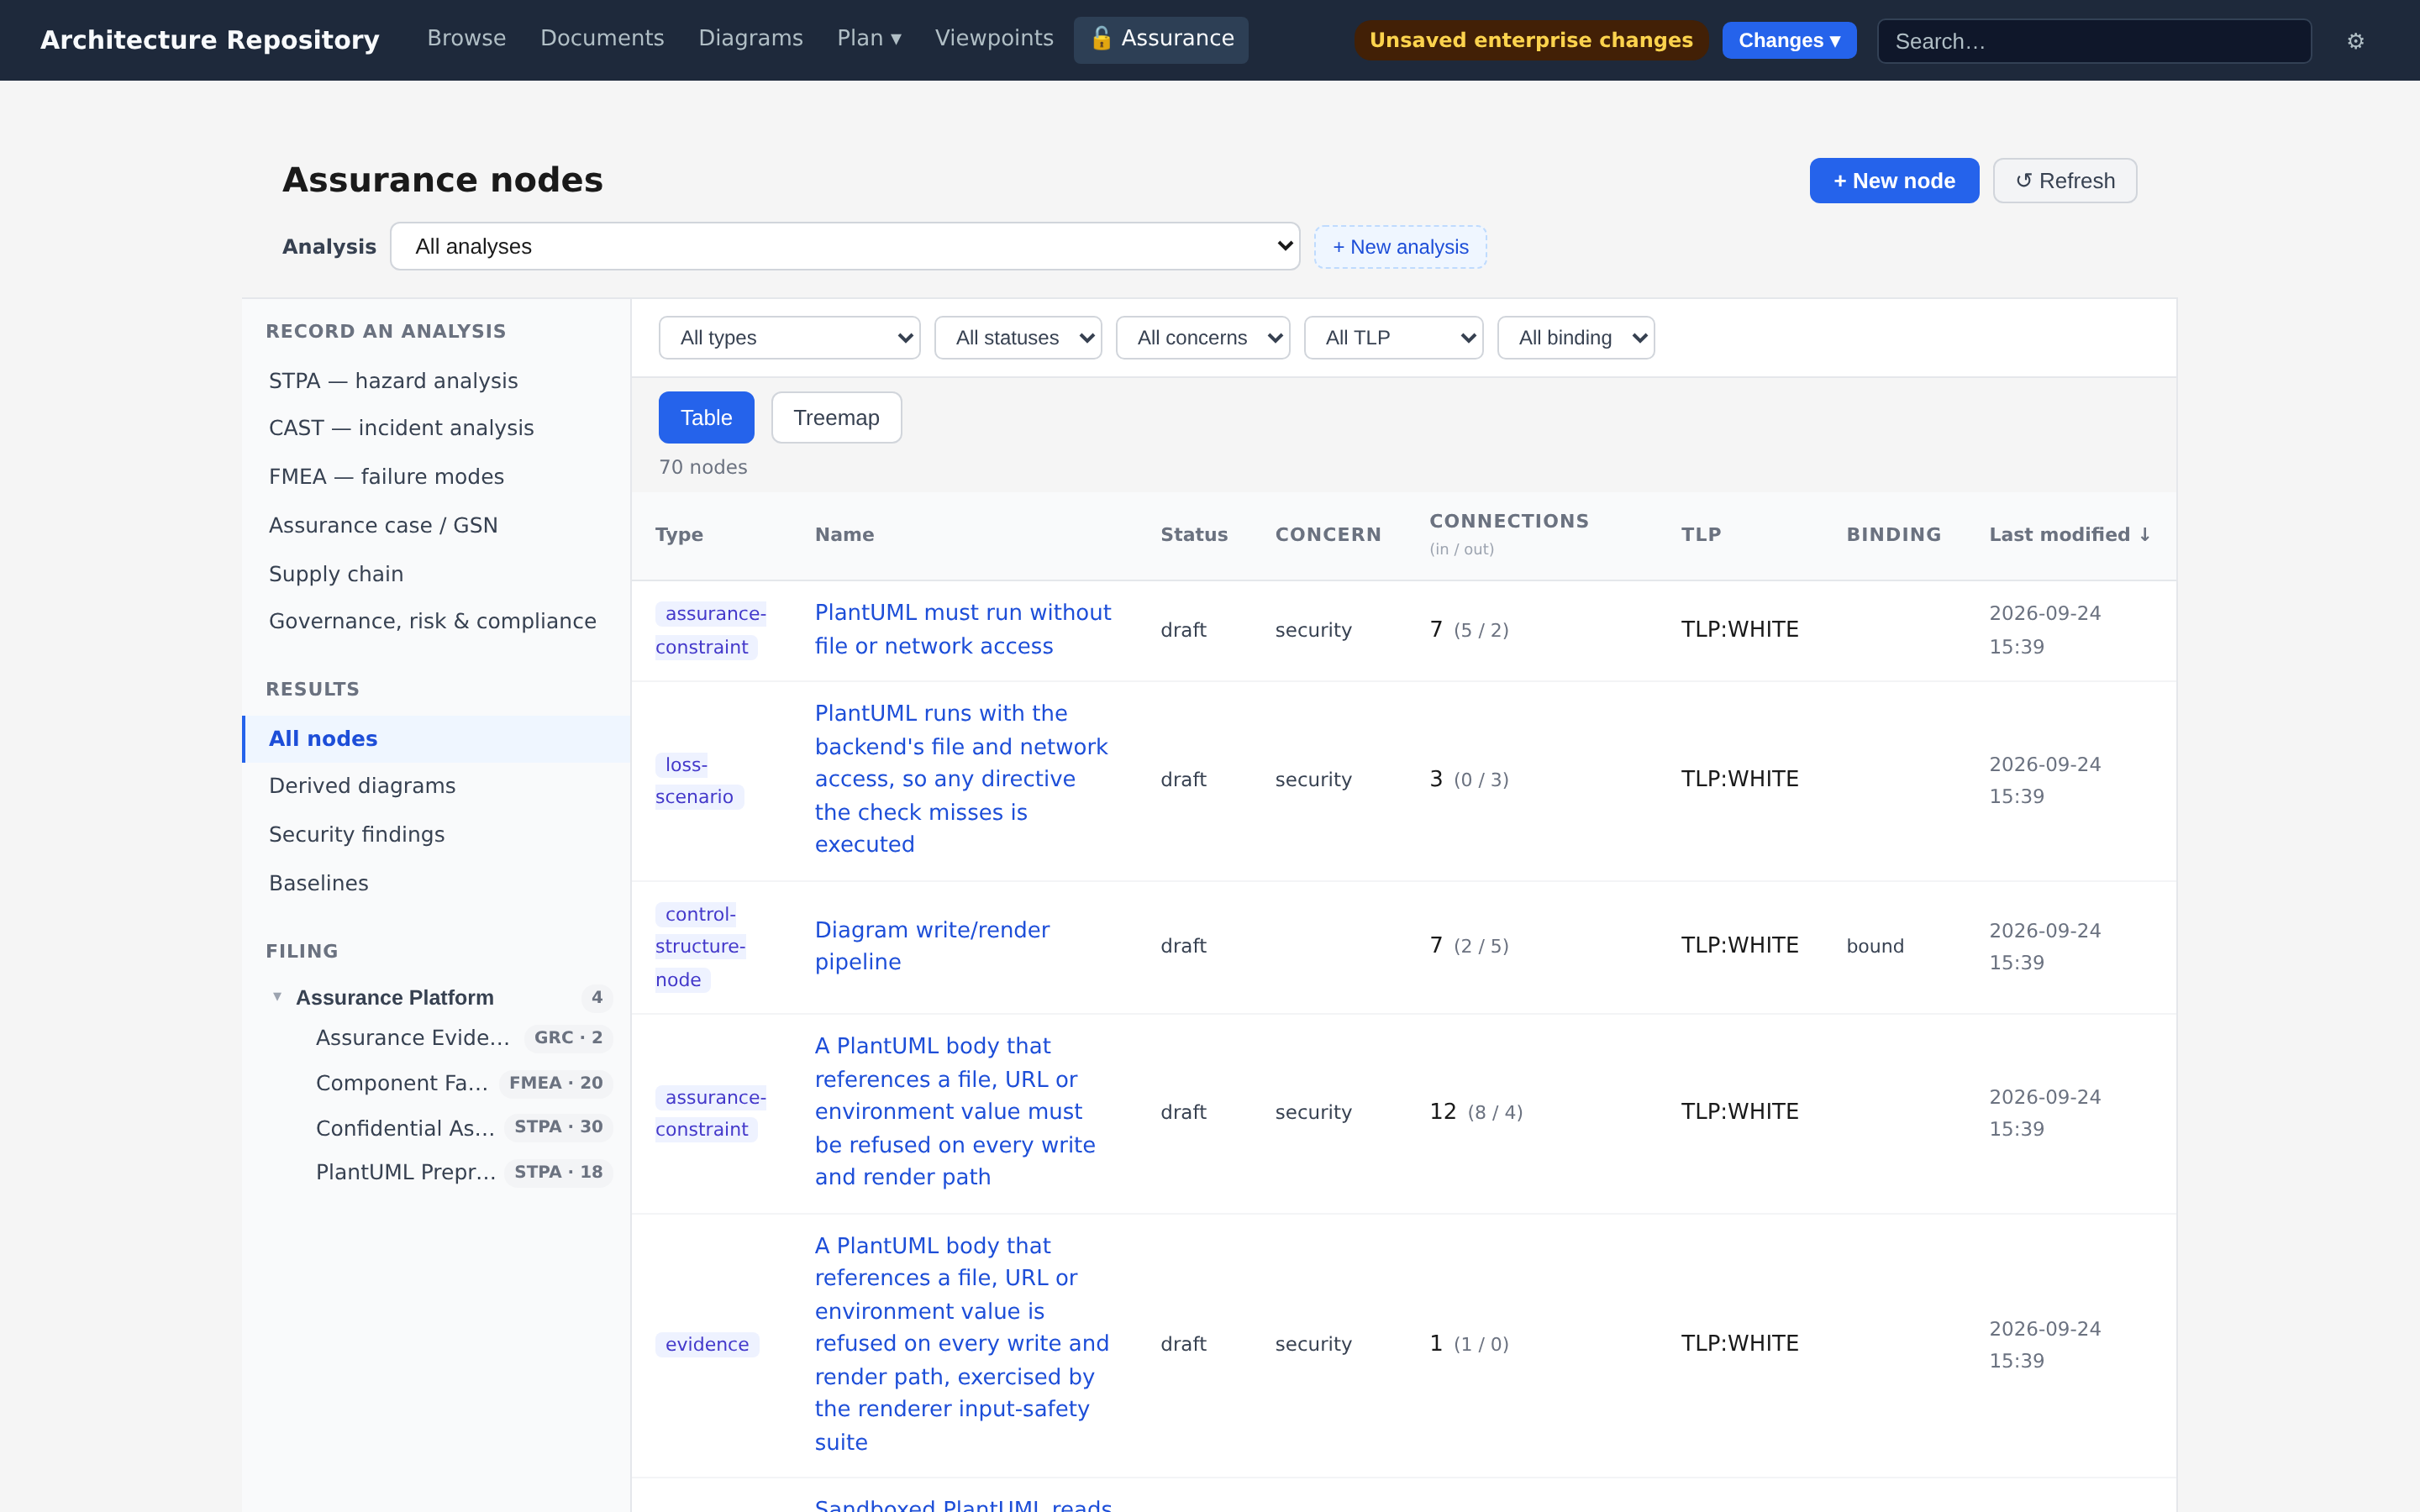 Architecture Repository Browse Documents Diagrams Plan ▾ Viewpoints 🔓 Assurance Unsaved enterprise changes Changes ▾ Search… ⚙
Assurance nodes
+ New node ↺ Refresh
Analysis All analyses + New analysis
RECORD AN ANALYSIS
STPA — hazard analysis
CAST — incident analysis
FMEA — failure modes
Assurance case / GSN
Supply chain
Governance, risk & compliance
RESULTS
All nodes
Derived diagrams
Security findings
Baselines
FILING
▾ Assurance Platform 4
Assurance Evide… GRC · 2
Component Fa… FMEA · 20
Confidential As… STPA · 30
PlantUML Prepr… STPA · 18
All types All statuses All concerns All TLP All binding
Table Treemap
70 nodes
Type Name Status CONCERN CONNECTIONS (in / out) TLP BINDING Last modified ↓
assurance-
constraint
PlantUML must run without
file or network access
draft security 7 (5 / 2) TLP:WHITE
2026-09-24
15:39
loss-
scenario
PlantUML runs with the
backend's file and network
access, so any directive
the check misses is
executed
draft security 3 (0 / 3) TLP:WHITE
2026-09-24
15:39
control-
structure-
node
Diagram write/render
pipeline
draft 7 (2 / 5) TLP:WHITE bound
2026-09-24
15:39
assurance-
constraint
A PlantUML body that
references a file, URL or
environment value must
be refused on every write
and render path
draft security 12 (8 / 4) TLP:WHITE
2026-09-24
15:39
evidence
A PlantUML body that
references a file, URL or
environment value is
refused on every write and
render path, exercised by
the renderer input-safety
suite
draft security 1 (1 / 0) TLP:WHITE
2026-09-24
15:39
Sandboxed PlantUML reads